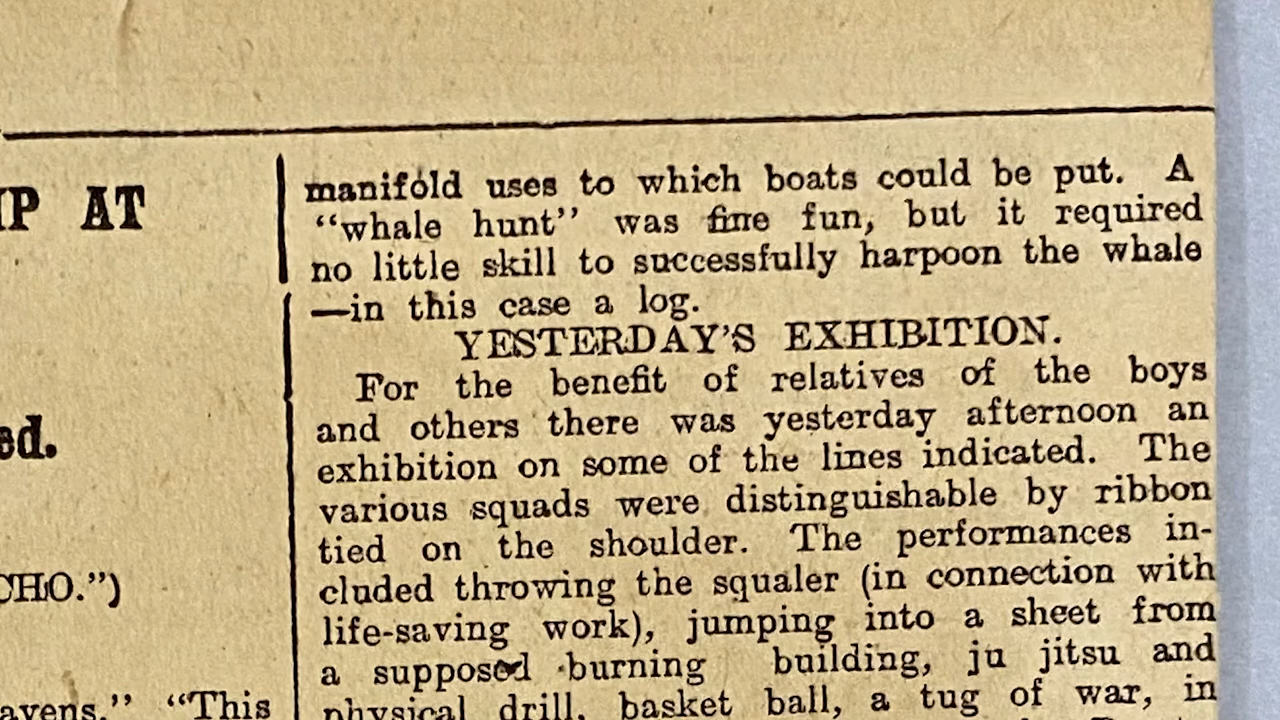 IP AT
ed.
CHO.”)
avens.” “This
manifold uses to which boats could be put. A
“whale hunt” was fine fun, but it required
no little skill to successfully harpoon the whale
—in this case a log.
YESTERDAY’S EXHIBITION.
For the benefit of relatives of the boys
and others there was yesterday afternoon an
exhibition on some of the lines indicated. The
various squads were distinguishable by ribbon
tied on the shoulder. The performances in-
cluded throwing the squaler (in connection with
life-saving work), jumping into a sheet from
a supposed burning building, ju jitsu and
physical drill, basket ball, a tug of war, in